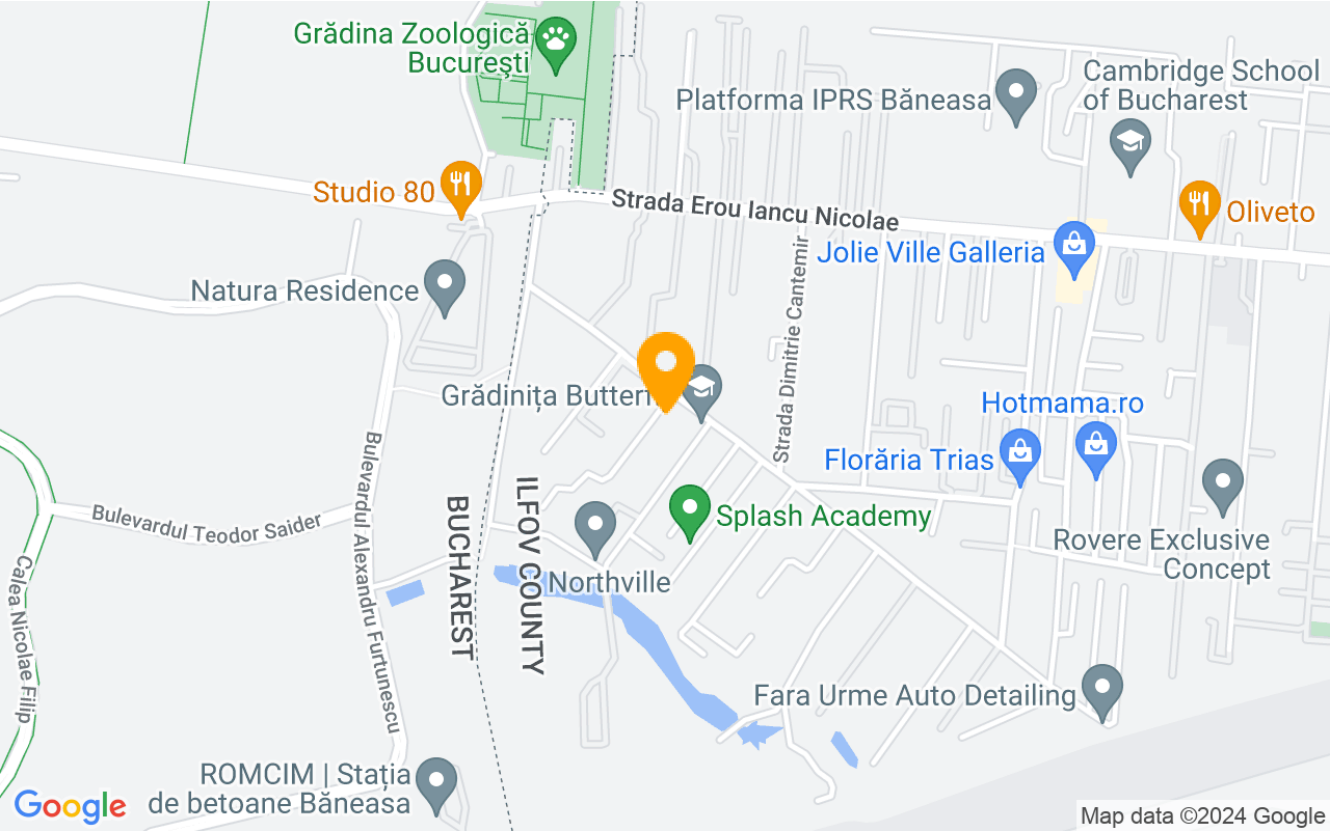 Grădina Zoologică
București
Platforma IPRS Băneasa
Cambridge School
of Bucharest
Studio 80
Strada Erou Iancu Nicolae
Oliveto
Jolie Ville Galleria
Natura Residence
Strada Dimitrie Cantemir
Grădinița Butterf
Hotmama.ro
Florăria Trias
Bulevardul Teodor Saider
Bulevardul Alexandru Furtunescu
BUCHAREST
ILFOV COUNTY
Splash Academy
Rovere Exclusive
Concept
Northville
Calea Nicolae Filip
Fara Urme Auto Detailing
ROMCIM | Stația
de betoane Băneasa
Google
Map data ©2024 Google